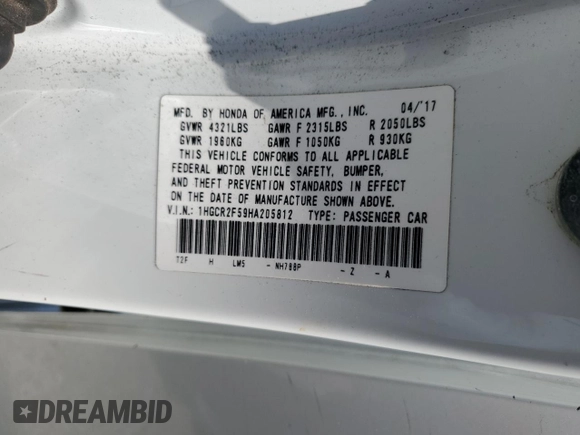 MFD. BY HONDA OF AMERICA MFG., INC. 04/'17
GVWR 4321LBS GAWR F 2315LBS R 2050LBS
GVWR 1960KG GAWR F 1050KG R 930KG
THIS VEHICLE CONFORMS TO ALL APPLICABLE
FEDERAL MOTOR VEHICLE SAFETY, BUMPER,
AND THEFT PREVENTION STANDARDS IN EFFECT
ON THE DATE OF MANUFACTURE SHOWN ABOVE.
V.I.N.: 1HGCR2F59HA205812 TYPE: PASSENGER CAR
T2F H LM5 - NH788P - Z - A
DREAMBID